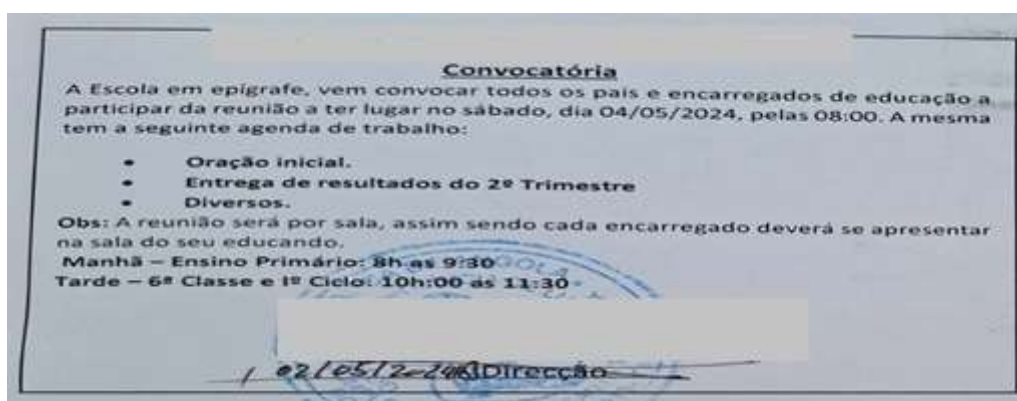 Convocatória
A Escola em epígrafe, vem convocar todos os pais e encarregados de educação a
participar da reunião a ter lugar no sábado, dia 04/05/2024, pelas 08:00. A mesma
tem a seguinte agenda de trabalho:
• Oração inicial.
• Entrega de resultados do 2º Trimestre
• Diversos.
Obs: A reunião será por sala, assim sendo cada encarregado deverá se apresentar
na sala do seu educando.
Manhã – Ensino Primário: 8h as 9:30
Tarde – 6ª Classe e Iº Ciclo: 10h:00 as 11:30
02/05/2024 Direcção